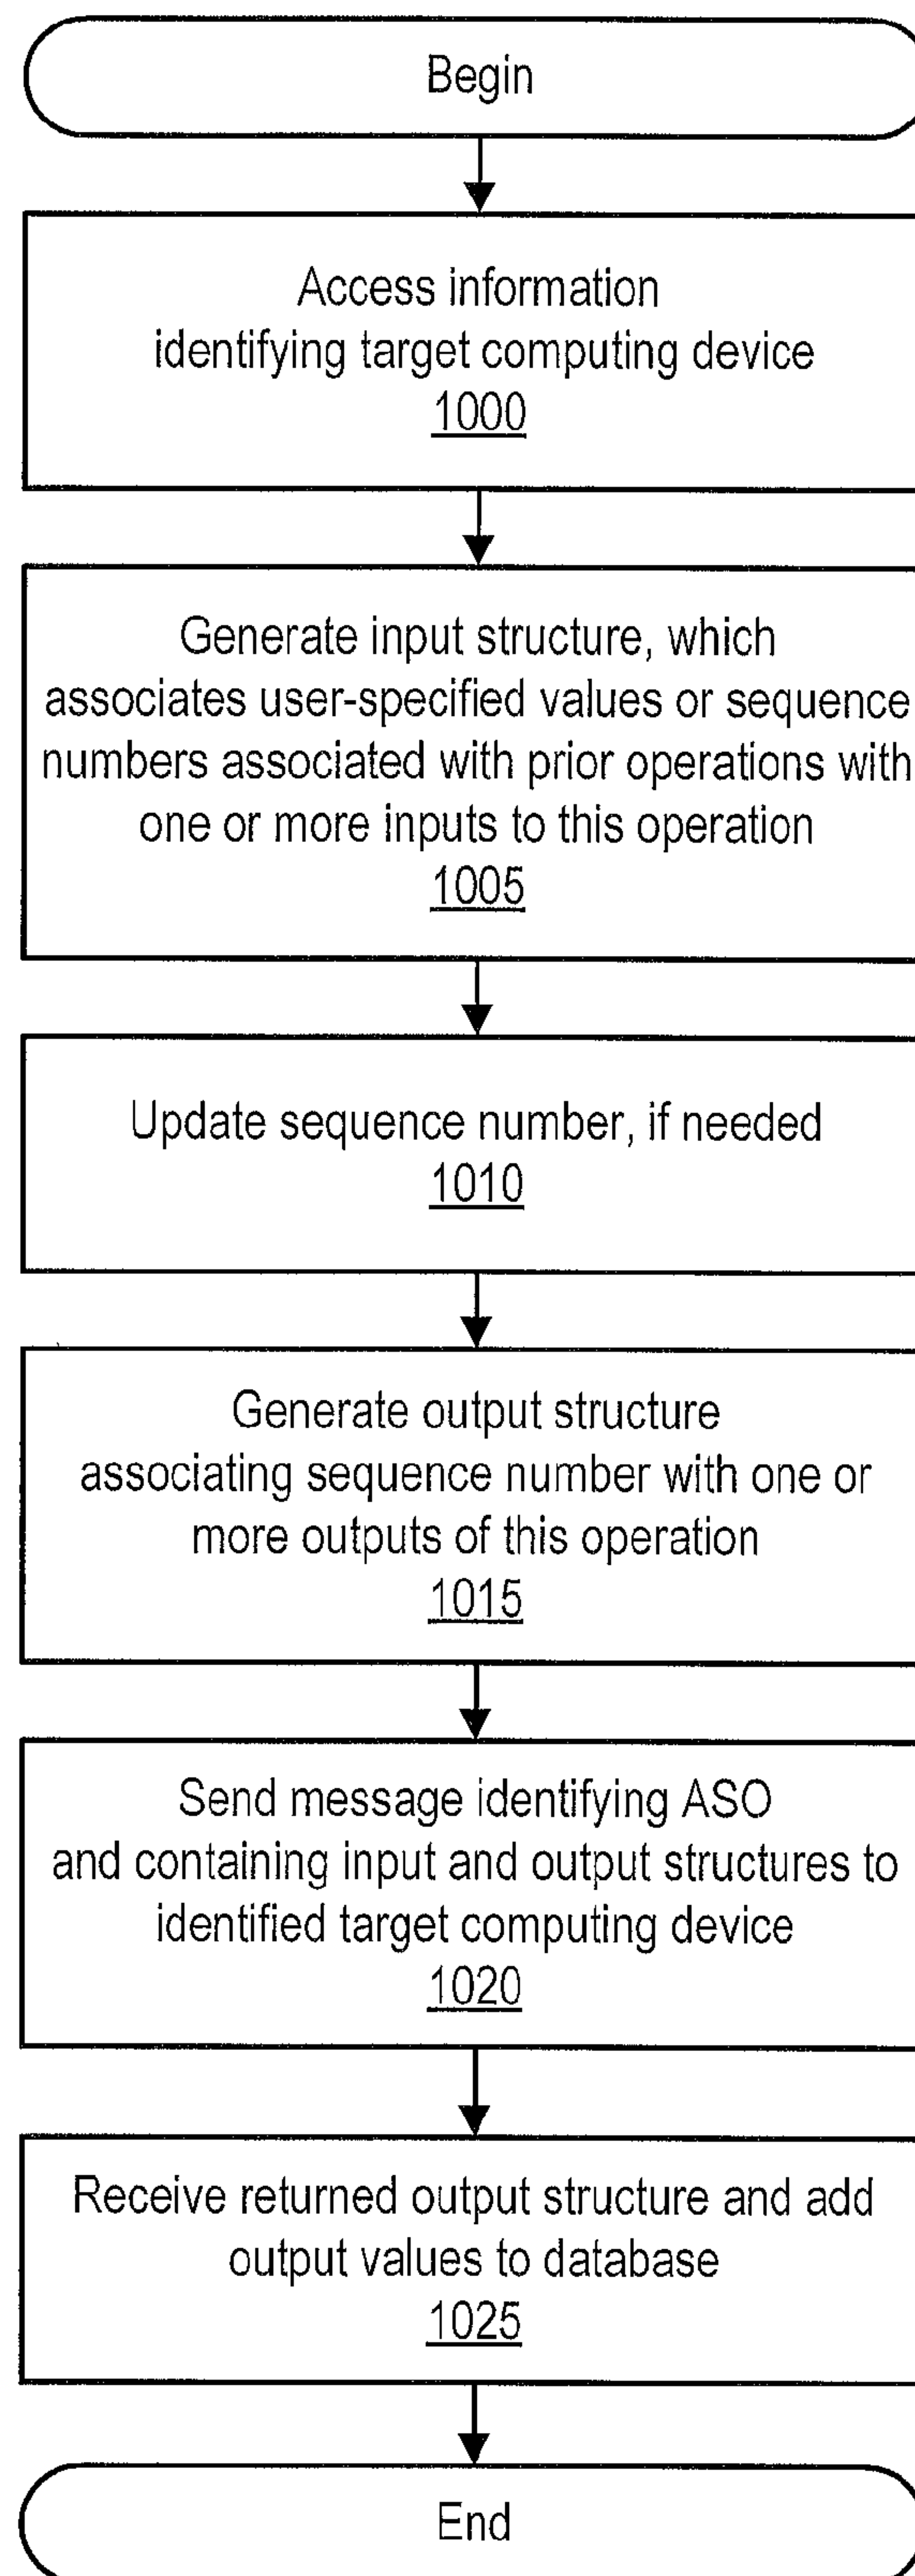 Begin
Access information
identifying target computing device
1000
Generate input structure, which
associates user-specified values or sequence
numbers associated with prior operations with
one or more inputs to this operation
1005
Update sequence number, if needed
1010
Generate output structure
associating sequence number with one or
more outputs of this operation
1015
Send message identifying ASO
and containing input and output structures to
identified target computing device
1020
Receive returned output structure and add
output values to database
1025
End